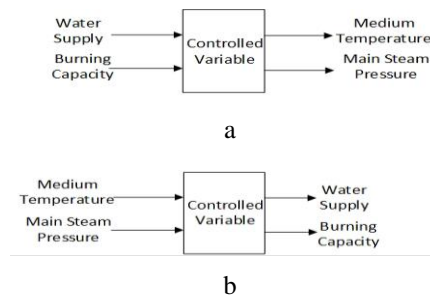 Water
Supply
Burning
Capacity
Controlled
Variable
Medium
Temperature
Main Steam
Pressure
a
Medium
Temperature
Main Steam
Pressure
Controlled
Variable
Water
Supply
Burning
Capacity
b